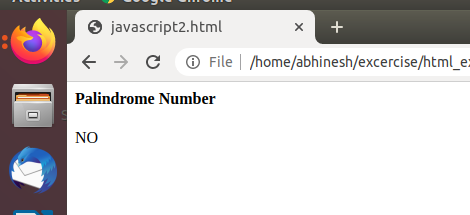 Activities Google Chrome
javascript2.html
File /home/abhinesh/excercise/html_ex
Palindrome Number
NO